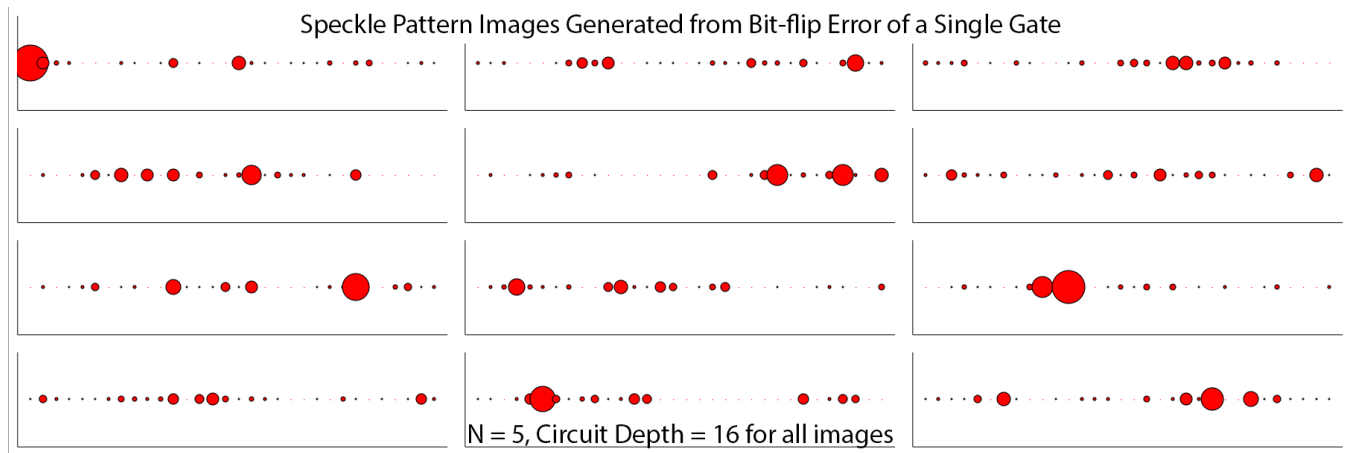 Speckle Pattern Images Generated from Bit-flip Error of a Single Gate
N = 5, Circuit Depth = 16 for all images